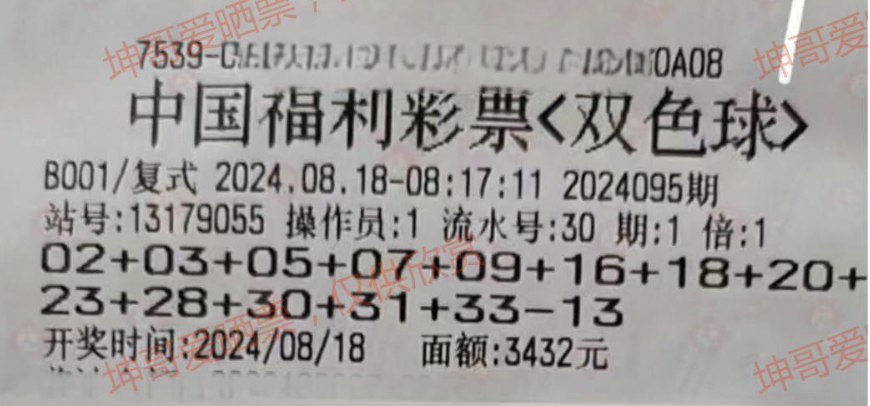 坤哥爱晒票，仅供欣赏
坤哥爱
中国福利彩票<双色球>
B001/复式 2024.08.18-08:17:11 2024095期
站号:13179055 操作员:1 流水号:30 期:1 倍:1
02+03+05+07+09+16+18+20+
23+28+30+31+33-13
开奖时间:2024/08/18 面额:3432元
坤哥爱晒票，仅供欣赏
坤哥爱